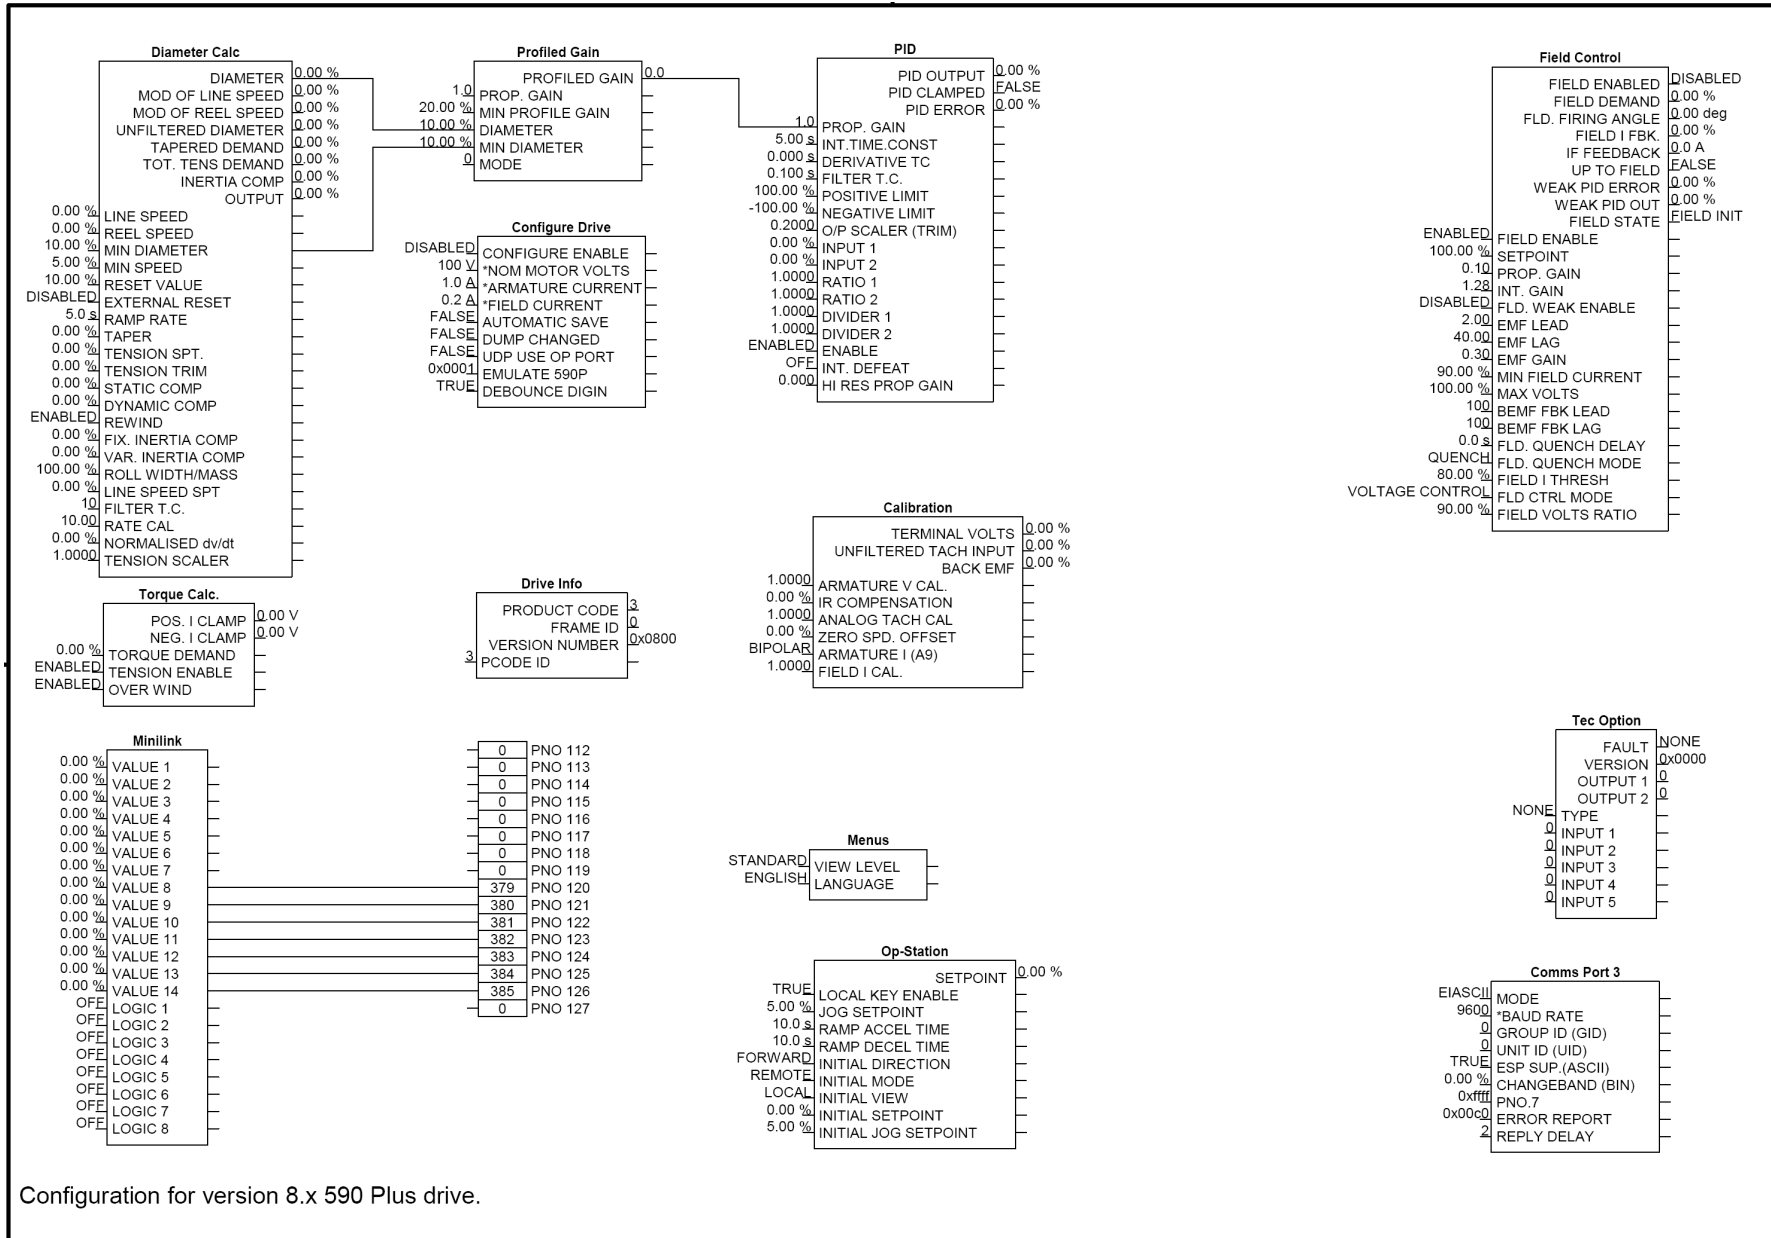 Diameter Calc
DIAMETER 0.00 %
MOD OF LINE SPEED 0.00 %
MOD OF REEL SPEED 0.00 %
UNFILTERED DIAMETER 0.00 %
TAPERED DEMAND 0.00 %
TOT. TENS DEMAND 0.00 %
INERTIA COMP 0.00 %
OUTPUT 0.00 %
0.00 % LINE SPEED
0.00 % REEL SPEED
10.00 % MIN DIAMETER
5.00 % MIN SPEED
10.00 % RESET VALUE
DISABLED EXTERNAL RESET
5.0 s RAMP RATE
0.00 % TAPER
0.00 % TENSION SPT.
0.00 % TENSION TRIM
0.00 % STATIC COMP
0.00 % DYNAMIC COMP
ENABLED REWIND
0.00 % FIX. INERTIA COMP
0.00 % VAR. INERTIA COMP
100.00 % ROLL WIDTH/MASS
0.00 % LINE SPEED SPT
10 FILTER T.C.
10.00 RATE CAL
0.00 % NORMALISED dv/dt
1.0000 TENSION SCALER
Profiled Gain
PROFILED GAIN 0.0
1.0 PROP. GAIN
20.00 % MIN PROFILE GAIN
10.00 % DIAMETER
10.00 % MIN DIAMETER
0 MODE
Configure Drive
DISABLED CONFIGURE ENABLE
100 V *NOM MOTOR VOLTS
1.0 A *ARMATURE CURRENT
0.2 A *FIELD CURRENT
FALSE AUTOMATIC SAVE
FALSE DUMP CHANGED
FALSE UDP USE OP PORT
0x0001 EMULATE 590P
TRUE DEBOUNCE DIGIN
PID
PID OUTPUT 0.00 %
PID CLAMPED FALSE
PID ERROR 0.00 %
1.0 PROP. GAIN
5.00 s INT.TIME.CONST
0.000 s DERIVATIVE TC
0.100 s FILTER T.C.
100.00 % POSITIVE LIMIT
-100.00 % NEGATIVE LIMIT
0.2000 O/P SCALER (TRIM)
0.00 % INPUT 1
0.00 % INPUT 2
1.0000 RATIO 1
1.0000 RATIO 2
1.0000 DIVIDER 1
1.0000 DIVIDER 2
ENABLED ENABLE
OFF INT. DEFEAT
0.000 HI RES PROP GAIN
Field Control
FIELD ENABLED DISABLED
FIELD DEMAND 0.00 %
FLD. FIRING ANGLE 0.00 deg
FIELD I FBK. 0.00 %
IF FEEDBACK 0.0 A
UP TO FIELD FALSE
WEAK PID ERROR 0.00 %
WEAK PID OUT 0.00 %
FIELD STATE FIELD INIT
ENABLED FIELD ENABLE
100.00 % SETPOINT
0.10 PROP. GAIN
1.28 INT. GAIN
DISABLED FLD. WEAK ENABLE
2.00 EMF LEAD
40.00 EMF LAG
0.30 EMF GAIN
90.00 % MIN FIELD CURRENT
100.00 % MAX VOLTS
100 BEMF FBK LEAD
100 BEMF FBK LAG
0.0 s FLD. QUENCH DELAY
QUENCH FLD. QUENCH MODE
80.00 % FIELD I THRESH
VOLTAGE CONTROL FLD CTRL MODE
90.00 % FIELD VOLTS RATIO
Torque Calc.
POS. I CLAMP 0.00 V
NEG. I CLAMP 0.00 V
0.00 % TORQUE DEMAND
ENABLED TENSION ENABLE
ENABLED OVER WIND
Drive Info
PRODUCT CODE 3
FRAME ID 0
VERSION NUMBER 0x0800
3 PCODE ID
Calibration
TERMINAL VOLTS 0.00 %
UNFILTERED TACH INPUT 0.00 %
BACK EMF 0.00 %
1.0000 ARMATURE V CAL.
0.00 % IR COMPENSATION
1.0000 ANALOG TACH CAL
0.00 % ZERO SPD. OFFSET
BIPOLAR ARMATURE I (A9)
1.0000 FIELD I CAL.
Minilink
0.00 % VALUE 1
0.00 % VALUE 2
0.00 % VALUE 3
0.00 % VALUE 4
0.00 % VALUE 5
0.00 % VALUE 6
0.00 % VALUE 7
0.00 % VALUE 8
0.00 % VALUE 9
0.00 % VALUE 10
0.00 % VALUE 11
0.00 % VALUE 12
0.00 % VALUE 13
0.00 % VALUE 14
OFF LOGIC 1
OFF LOGIC 2
OFF LOGIC 3
OFF LOGIC 4
OFF LOGIC 5
OFF LOGIC 6
OFF LOGIC 7
OFF LOGIC 8
0 PNO 112
0 PNO 113
0 PNO 114
0 PNO 115
0 PNO 116
0 PNO 117
0 PNO 118
0 PNO 119
379 PNO 120
380 PNO 121
381 PNO 122
382 PNO 123
383 PNO 124
384 PNO 125
385 PNO 126
0 PNO 127
Menus
STANDARD VIEW LEVEL
ENGLISH LANGUAGE
Op-Station
SETPOINT 0.00 %
TRUE LOCAL KEY ENABLE
5.00 % JOG SETPOINT
10.0 s RAMP ACCEL TIME
10.0 s RAMP DECEL TIME
FORWARD INITIAL DIRECTION
REMOTE INITIAL MODE
LOCAL INITIAL VIEW
0.00 % INITIAL SETPOINT
5.00 % INITIAL JOG SETPOINT
Tec Option
FAULT NONE
VERSION 0x0000
OUTPUT 1 0
OUTPUT 2 0
NONE TYPE
0 INPUT 1
0 INPUT 2
0 INPUT 3
0 INPUT 4
0 INPUT 5
Comms Port 3
EIASCII MODE
9600 *BAUD RATE
0 GROUP ID (GID)
0 UNIT ID (UID)
TRUE ESP SUP.(ASCII)
0.00 % CHANGEBAND (BIN)
0xffff PNO.7
0x00c0 ERROR REPORT
2 REPLY DELAY
Configuration for version 8.x 590 Plus drive.